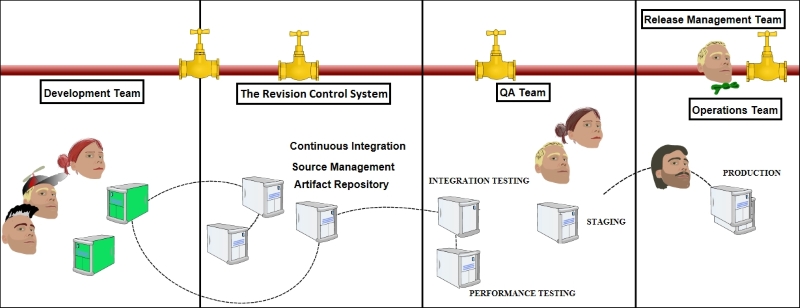 Release Management Team
Development Team
The Revision Control System
QA Team
Operations Team
Continuous Integration
Source Management
Artifact Repository
INTEGRATION TESTING
STAGING
PRODUCTION
PERFORMANCE TESTING